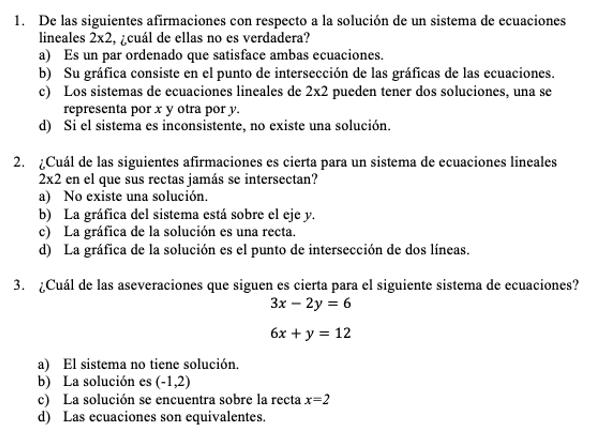 1. De las siguientes afirmaciones con respecto a la solución de un sistema de ecuaciones
lineales 2x2, ¿cuál de ellas no es verdadera?
a) Es un par ordenado que satisface ambas ecuaciones.
b) Su gráfica consiste en el punto de intersección de las gráficas de las ecuaciones.
c) Los sistemas de ecuaciones lineales de 2x2 pueden tener dos soluciones, una se
representa por x y otra por y.
d) Si el sistema es inconsistente, no existe una solución.
2. ¿Cuál de las siguientes afirmaciones es cierta para un sistema de ecuaciones lineales
2x2 en el que sus rectas jamás se intersectan?
a) No existe una solución.
b) La gráfica del sistema está sobre el eje y.
c) La gráfica de la solución es una recta.
d) La gráfica de la solución es el punto de intersección de dos líneas.
3. ¿Cuál de las aseveraciones que siguen es cierta para el siguiente sistema de ecuaciones?
3x − 2y = 6
6x + y = 12
a) El sistema no tiene solución.
b) La solución es (-1,2)
c) La solución se encuentra sobre la recta x=2
d) Las ecuaciones son equivalentes.